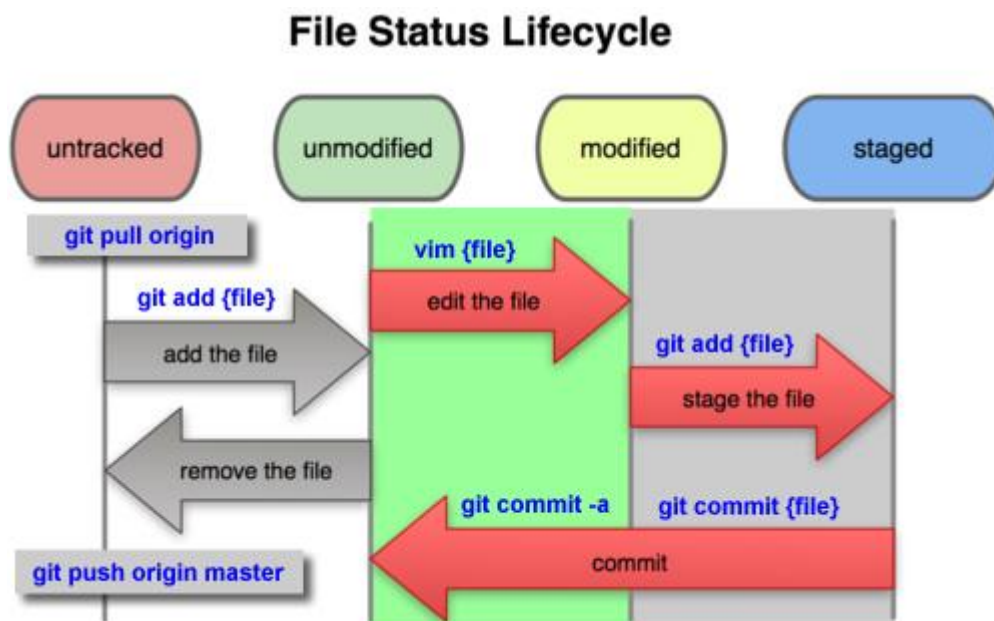 File Status Lifecycle
untracked
unmodified
modified
staged
git pull origin
vim {file}
edit the file
git add {file}
add the file
git add {file}
stage the file
remove the file
git commit -a
git commit {file}
commit
git push origin master